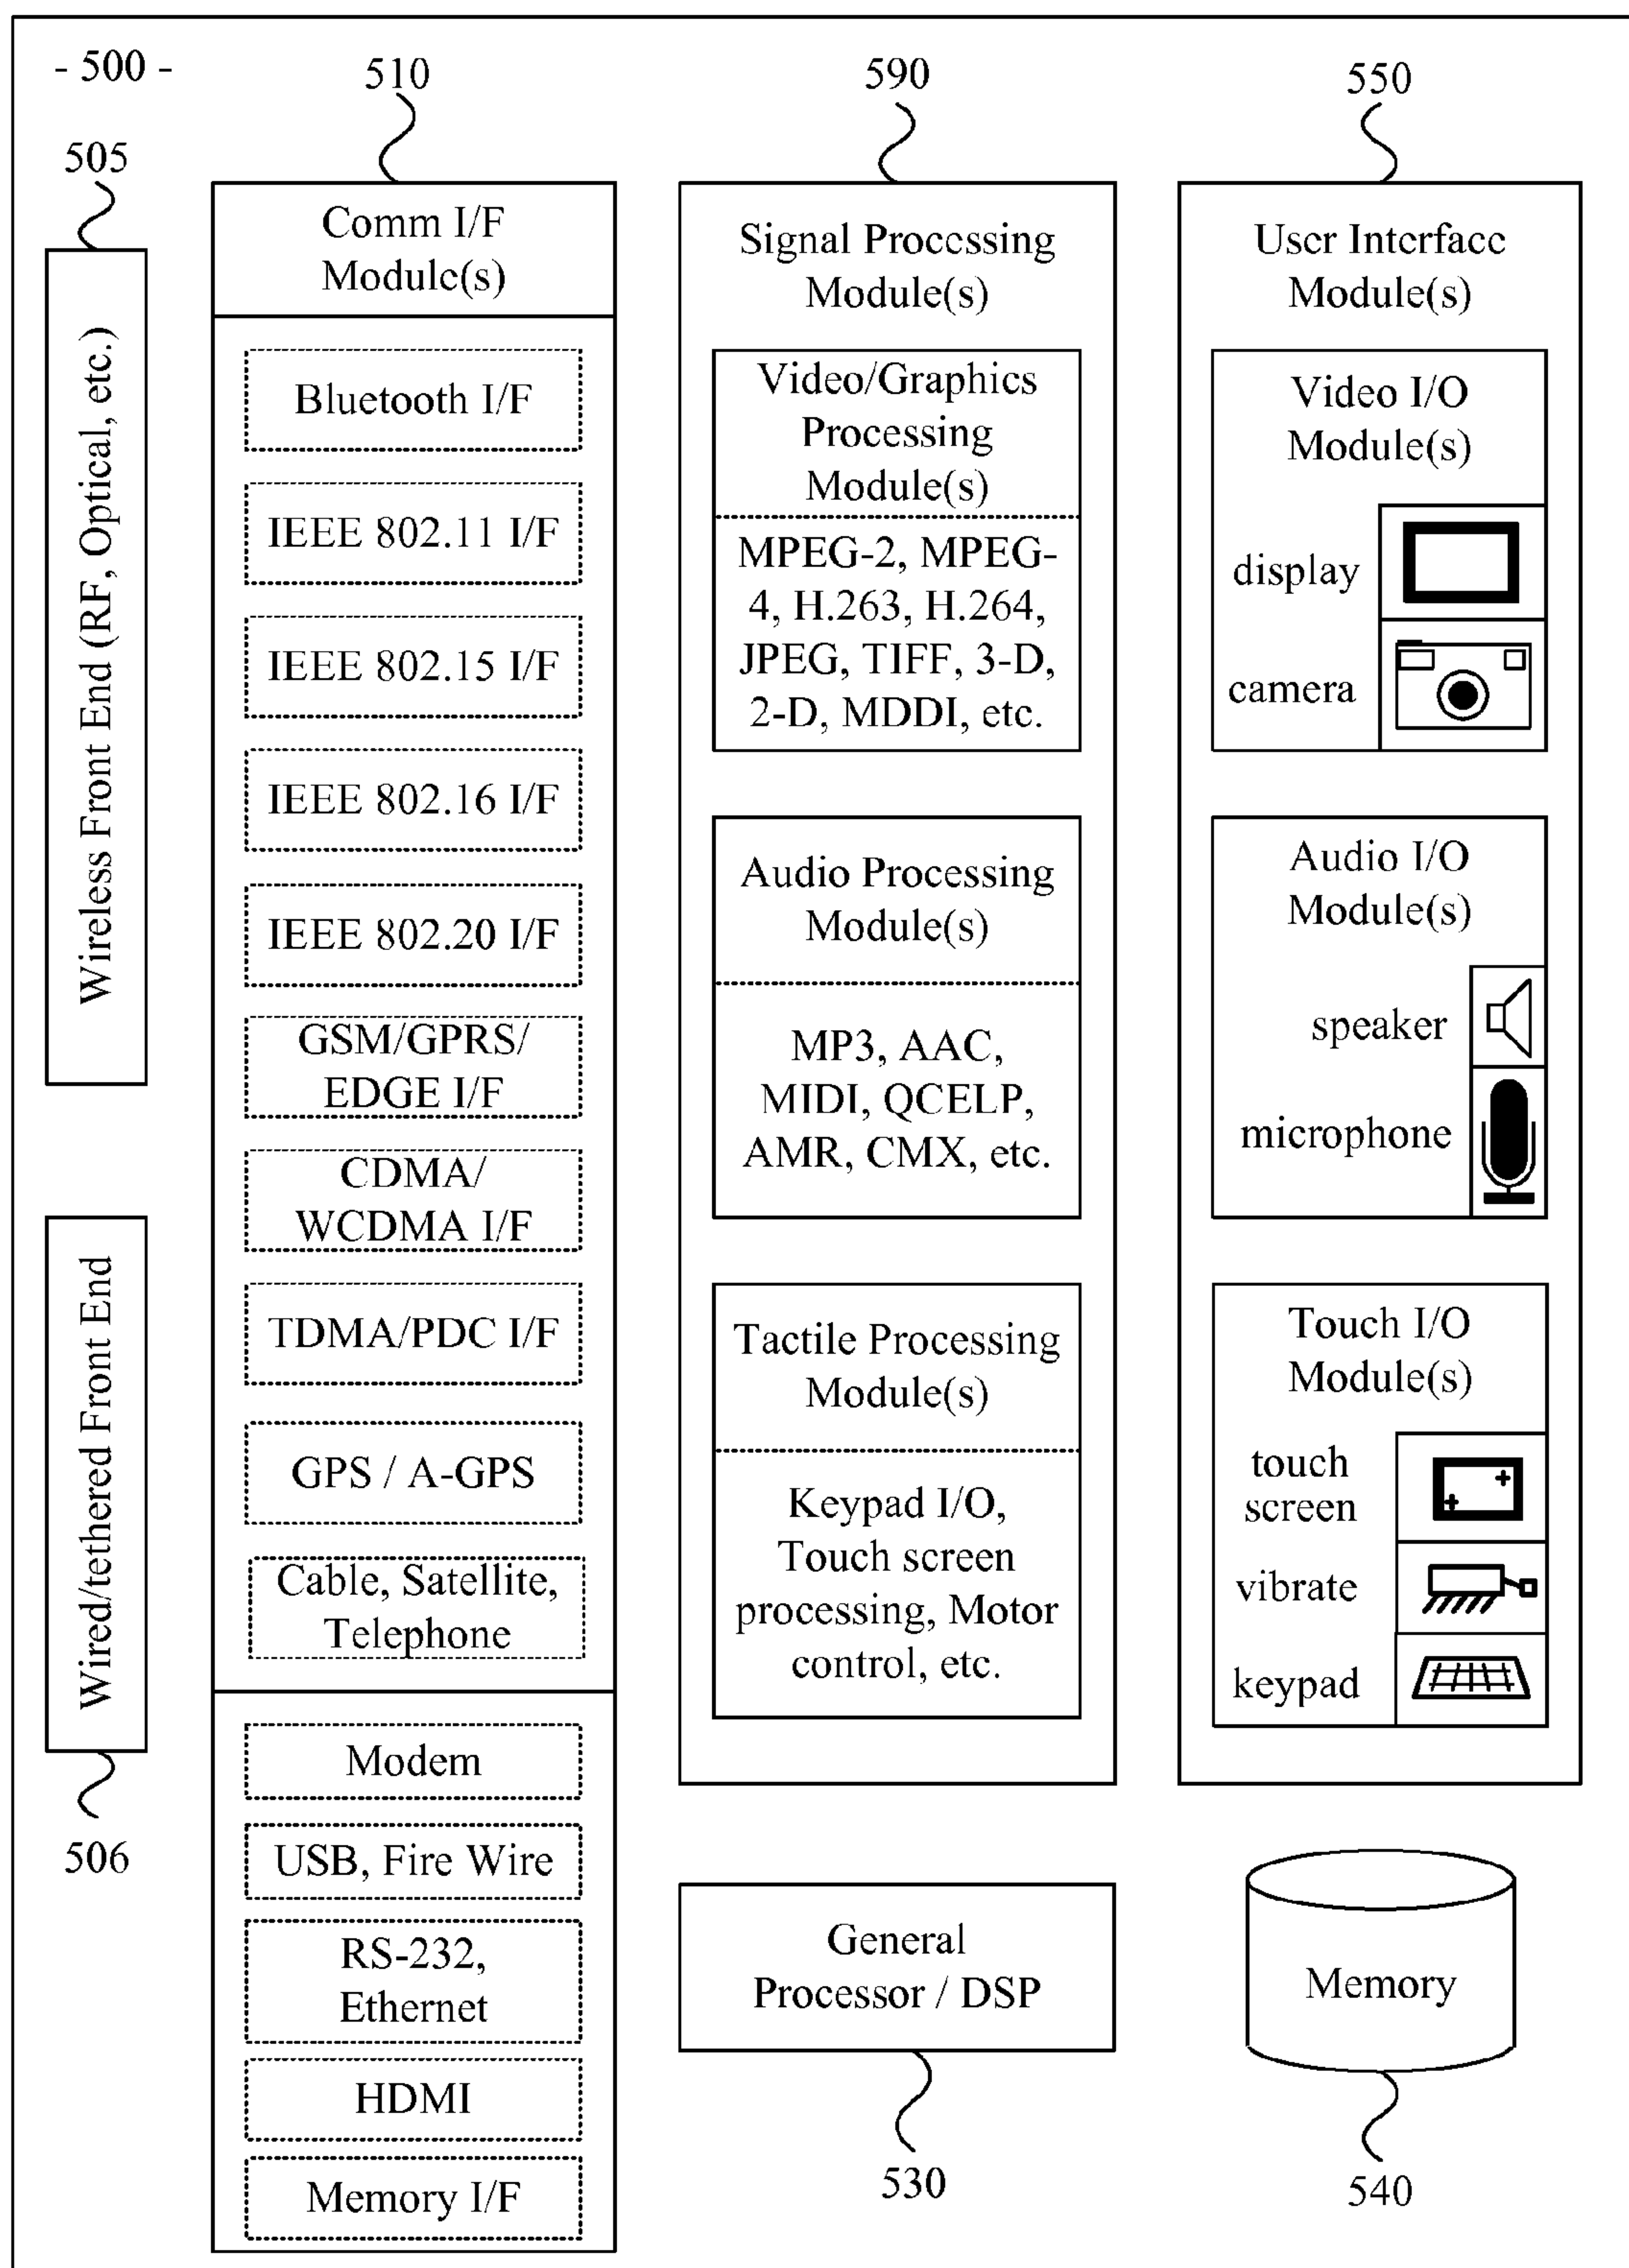 - 500 -
510
590
550
505
Wireless Front End (RF, Optical, etc.)
Wired/tethered Front End
506
Comm I/F
Module(s)
Bluetooth I/F
IEEE 802.11 I/F
IEEE 802.15 I/F
IEEE 802.16 I/F
IEEE 802.20 I/F
GSM/GPRS/
EDGE I/F
CDMA/
WCDMA I/F
TDMA/PDC I/F
GPS / A-GPS
Cable, Satellite,
Telephone
Modem
USB, Fire Wire
RS-232,
Ethernet
HDMI
Memory I/F
Signal Processing
Module(s)
Video/Graphics
Processing
Module(s)
MPEG-2, MPEG-
4, H.263, H.264,
JPEG, TIFF, 3-D,
2-D, MDDI, etc.
Audio Processing
Module(s)
MP3, AAC,
MIDI, QCELP,
AMR, CMX, etc.
Tactile Processing
Module(s)
Keypad I/O,
Touch screen
processing, Motor
control, etc.
General
Processor / DSP
530
User Interface
Module(s)
Video I/O
Module(s)
display
camera
Audio I/O
Module(s)
speaker
microphone
Touch I/O
Module(s)
touch
screen
vibrate
keypad
Memory
540